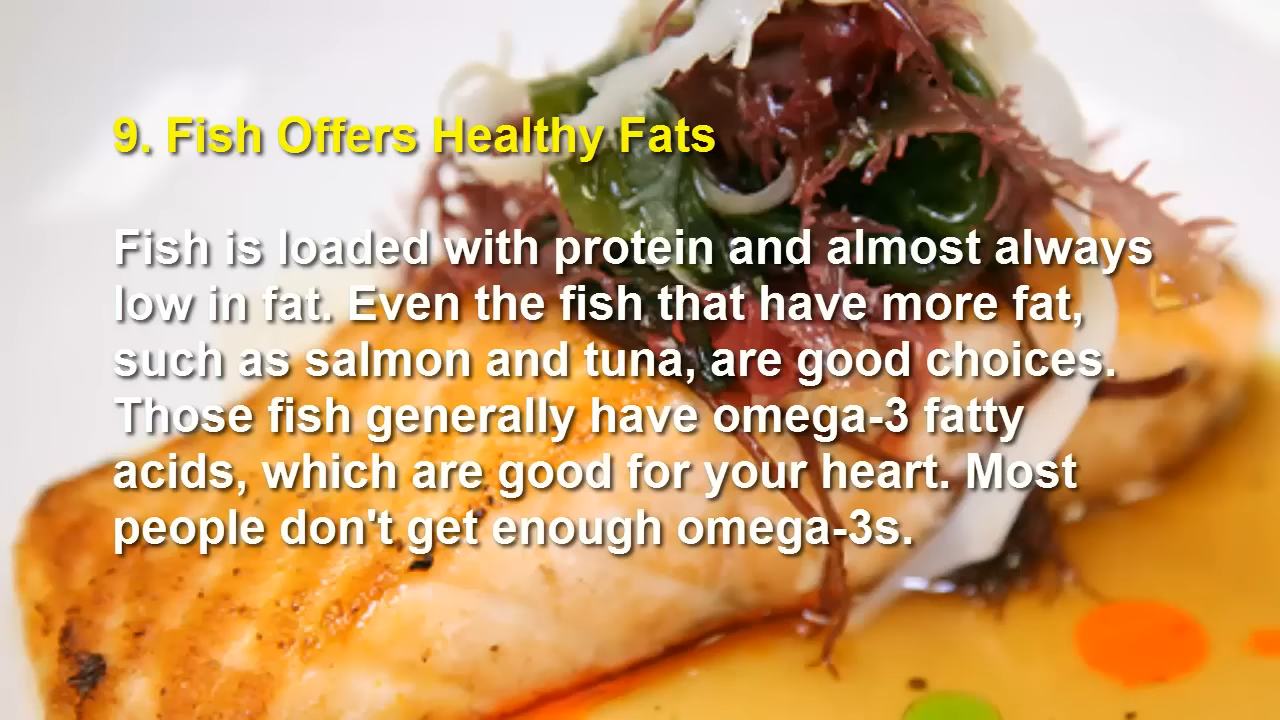 9. Fish Offers Healthy Fats
Fish is loaded with protein and almost always
low in fat. Even the fish that have more fat,
such as salmon and tuna, are good choices.
Those fish generally have omega-3 fatty
acids, which are good for your heart. Most
people don't get enough omega-3s.